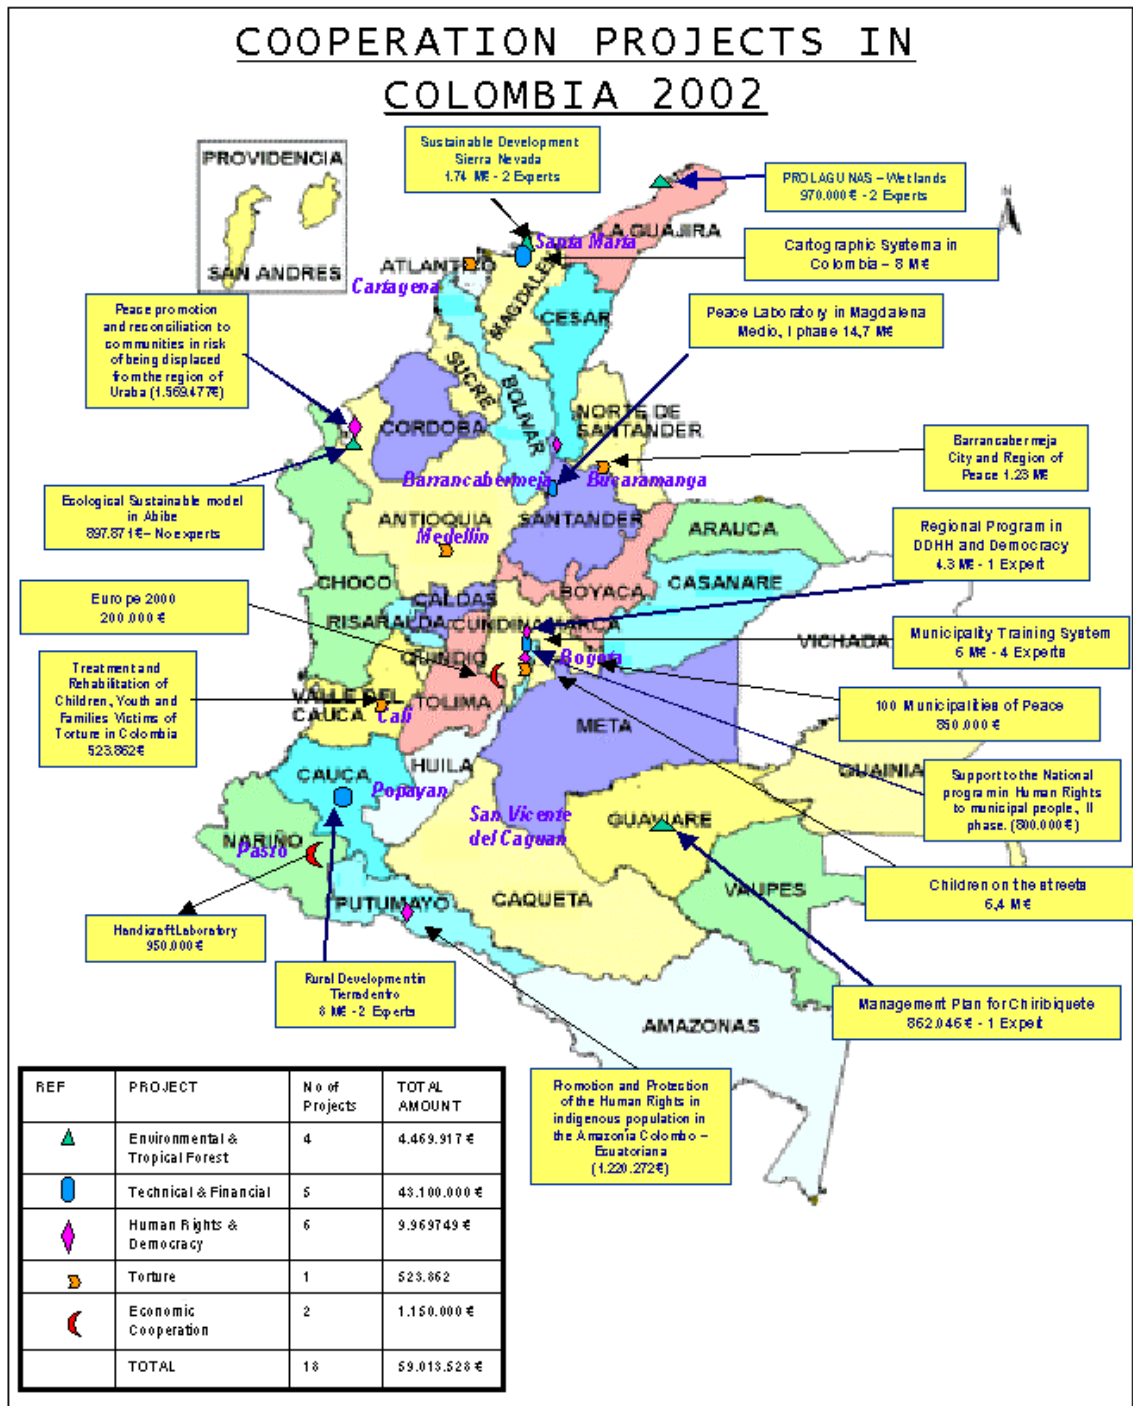 COOPERATION PROJECTS IN
COLOMBIA 2002
Sustainable Development
Sierra Nevada
1.74 M€ - 2 Experts
PROVIDENCIA
SAN ANDRES
PROLAGUNAS – Wetlands
970.000 € - 2 Experts
N
LA GUAJIRA
Santa Marta
Cartographic Systema in
Colombia – 8 M€
ATLANTICO
Cartagena
MAGDALENA
CESAR
Peace promotion
and reconciliation to
communities in risk
of being displaced
from the region of
Uraba (1.569.477€)
Peace Laboratory in Magdalena
Medio, I phase 14,7 M€
SUCRE
BOLIVAR
CORDOBA
NORTE DE
SANTANDER
Barrancabermeja
City and Region of
Peace 1.23 M€
Barrancabermeja
Bucaramanga
Ecological Sustainable model
in Abibe
897.871 € – No experts
ANTIOQUIA
Medellin
SANTANDER
ARAUCA
Regional Program in
DDHH and Democracy
4.3 M€ - 1 Expert
CHOCO
CALDAS
BOYACA
CASANARE
Europe 2000
200.000 €
RISARALDA
CUNDINAMARCA
VICHADA
Municipality Training System
6 M€ - 4 Experts
QUINDIO
Bogota
Treatment and
Rehabilitation of
Children, Youth and
Families Victims of
Torture in Colombia
523.862€
VALLE DEL
CAUCA
Cali
TOLIMA
META
100 Municipalities of Peace
850.000 €
HUILA
CAUCA
Popayan
GUAINIA
Support to the National
program in Human Rights
to municipal people, II
phase. (800.000 €)
San Vicente
del Caguan
GUAVIARE
NARIÑO
Pasto
CAQUETA
VAUPES
Children on the streets
6,4 M€
PUTUMAYO
Handicraft Laboratory
950.000 €
Rural Development in
Tierradentro
8 M€ - 2 Experts
Management Plan for Chiribiquete
862.046 € - 1 Expert
AMAZONAS
Promotion and Protection
of the Human Rights in
indigenous population in
the Amazonía Colombo –
Ecuatoriana
(1.220.272€)
REF PROJECT No of Projects TOTAL AMOUNT
Environmental & Tropical Forest 4 4.469.917 €
Technical & Financial 5 43.100.000 €
Human Rights & Democracy 6 9.969749 €
Torture 1 523.862
Economic Cooperation 2 1.150.000 €
TOTAL 18 59.013.528 €